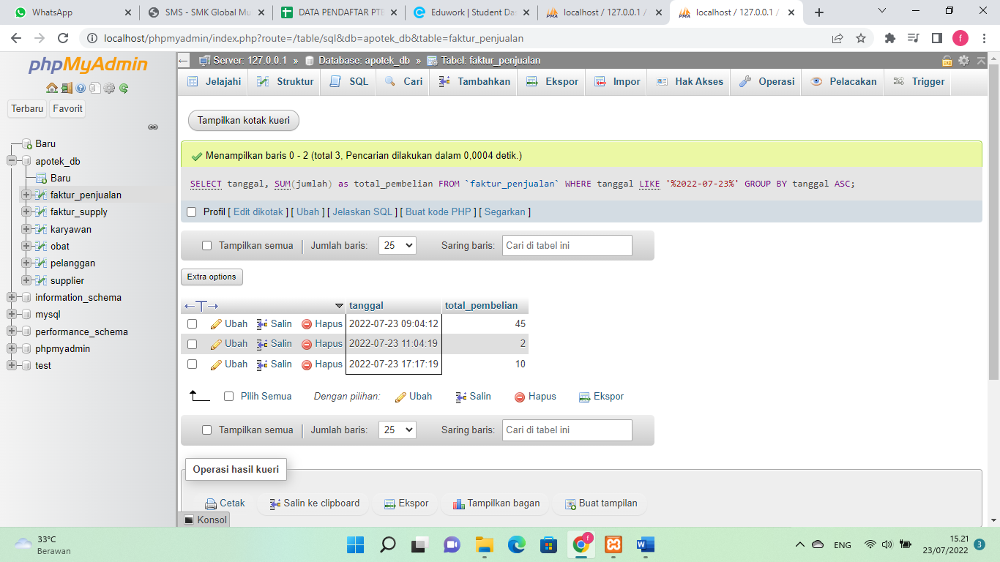 WhatsApp
SMS - SMK Global Mu
DATA PENDAFTAR PTE
Eduwork | Student Das
localhost / 127.0.0.1 /
localhost / 127.0.0.1 /
localhost/phpmyadmin/index.php?route=/table/sql&db=apotek_db&table=faktur_penjualan
f
phpMyAdmin
Terbaru
Favorit
Baru
apotek_db
Baru
faktur_penjualan
faktur_supply
karyawan
obat
pelanggan
supplier
information_schema
mysql
performance_schema
phpmyadmin
test
Server: 127.0.0.1 » Database: apotek_db » Tabel: faktur_penjualan
Jelajahi Struktur SQL Cari Tambahkan Ekspor Impor Hak Akses Operasi Pelacakan Trigger
Tampilkan kotak kueri
Menampilkan baris 0 - 2 (total 3, Pencarian dilakukan dalam 0,0004 detik.)
SELECT tanggal, SUM(jumlah) as total_pembelian FROM `faktur_penjualan` WHERE tanggal LIKE '%2022-07-23%' GROUP BY tanggal ASC;
Profil [ Edit dikotak ] [ Ubah ] [ Jelaskan SQL ] [ Buat kode PHP ] [ Segarkan ]
Tampilkan semua | Jumlah baris: 25 Saring baris: Cari di tabel ini
Extra options
tanggal total_pembelian
Ubah Salin Hapus 2022-07-23 09:04:12 45
Ubah Salin Hapus 2022-07-23 11:04:19 2
Ubah Salin Hapus 2022-07-23 17:17:19 10
Pilih Semua Dengan pilihan: Ubah Salin Hapus Ekspor
Tampilkan semua | Jumlah baris: 25 Saring baris: Cari di tabel ini
Operasi hasil kueri
Cetak Salin ke clipboard Ekspor Tampilkan bagan Buat tampilan
Konsol
33°C
Berawan
f
ENG
15.21
23/07/2022
3